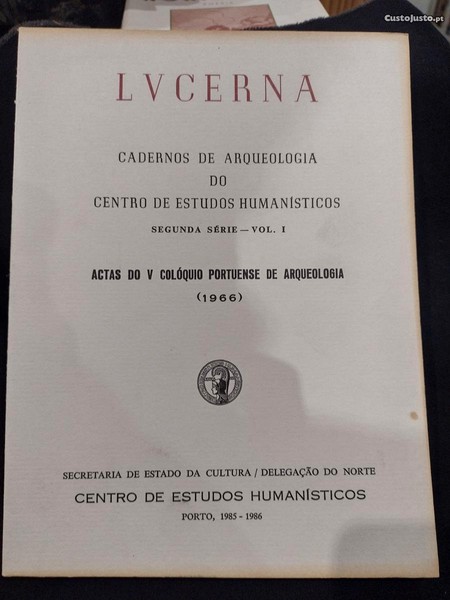 CustoJusto.pt
LVCERNA
CADERNOS DE ARQUEOLOGIA
DO
CENTRO DE ESTUDOS HUMANÍSTICOS
SEGUNDA SÉRIE — VOL. I
ACTAS DO V COLÓQUIO PORTUENSE DE ARQUEOLOGIA
(1966)
SECRETARIA DE ESTADO DA CULTURA / DELEGAÇÃO DO NORTE
CENTRO DE ESTUDOS HUMANÍSTICOS
PORTO, 1985 - 1986